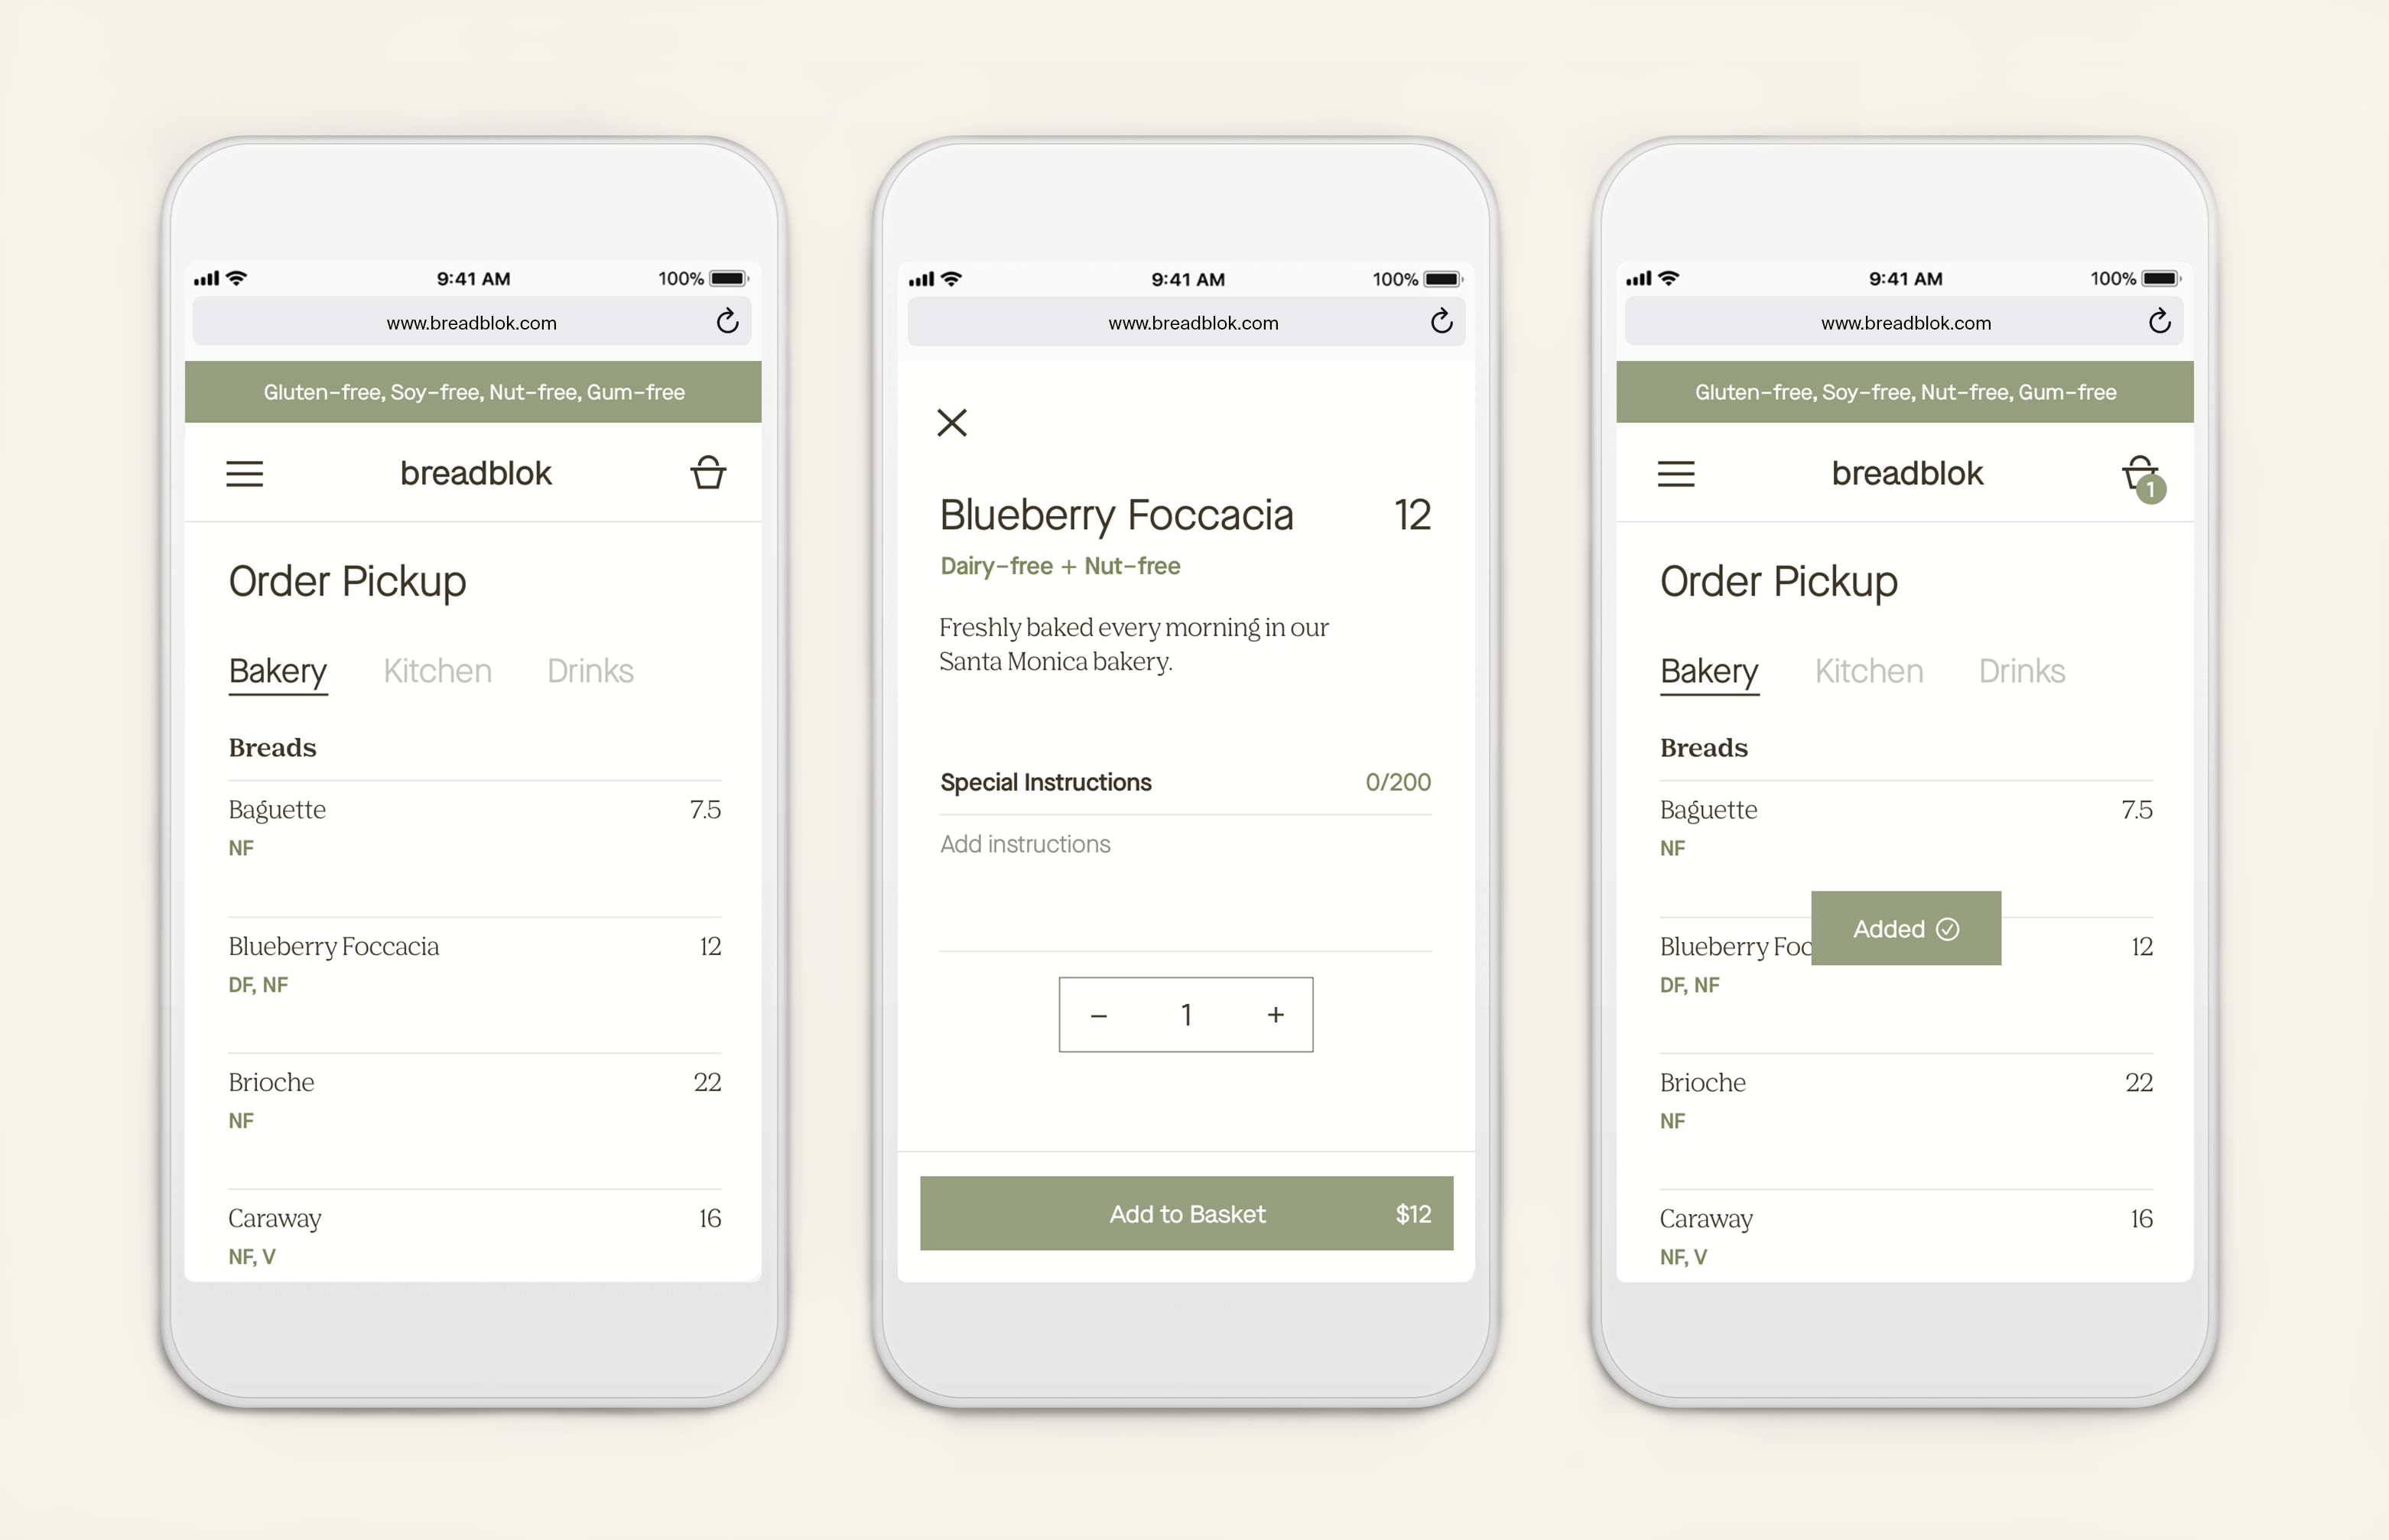 9:41 AM 100%
www.breadblok.com
Gluten-free, Soy-free, Nut-free, Gum-free
breadblok
Order Pickup
Bakery Kitchen Drinks
Breads
Baguette 7.5
NF
Blueberry Foccacia 12
DF, NF
Brioche 22
NF
Caraway 16
NF, V
9:41 AM 100%
www.breadblok.com
Blueberry Foccacia 12
Dairy-free + Nut-free
Freshly baked every morning in our
Santa Monica bakery.
Special Instructions 0/200
Add instructions
– 1 +
Add to Basket $12
9:41 AM 100%
www.breadblok.com
Gluten-free, Soy-free, Nut-free, Gum-free
breadblok 1
Order Pickup
Bakery Kitchen Drinks
Breads
Baguette 7.5
NF
Added
Blueberry Foc 12
DF, NF
Brioche 22
NF
Caraway 16
NF, V